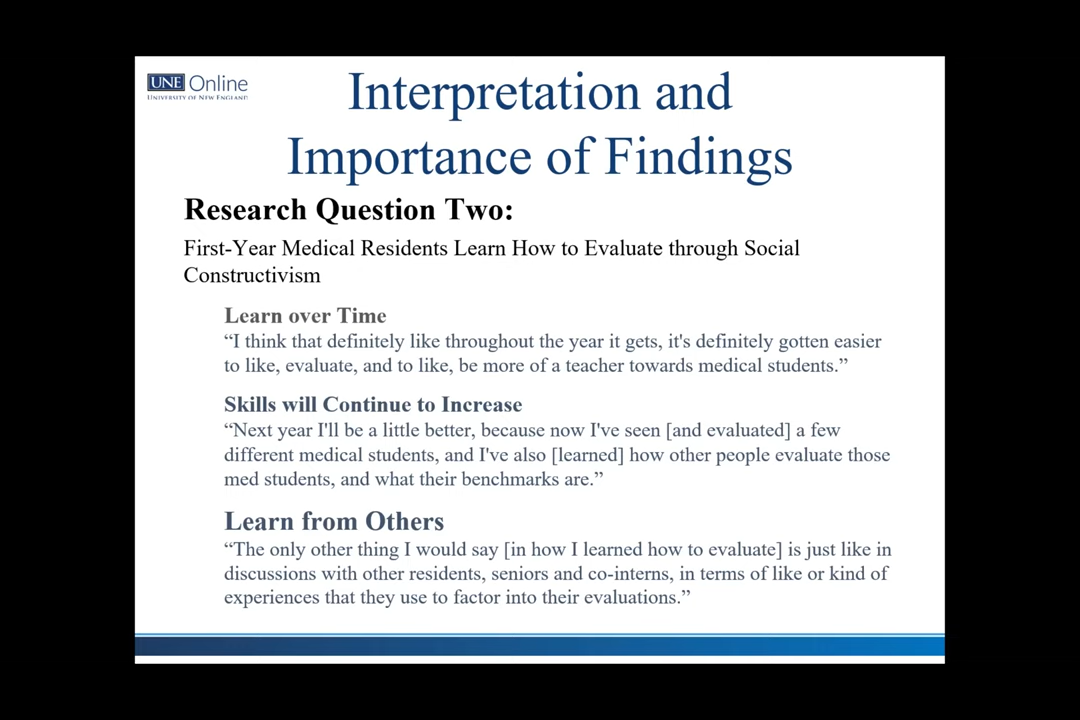 UNE Online
UNIVERSITY OF NEW ENGLAND
Interpretation and
Importance of Findings
Research Question Two:
First-Year Medical Residents Learn How to Evaluate through Social
Constructivism
Learn over Time
“I think that definitely like throughout the year it gets, it's definitely gotten easier
to like, evaluate, and to like, be more of a teacher towards medical students.”
Skills will Continue to Increase
“Next year I'll be a little better, because now I've seen [and evaluated] a few
different medical students, and I've also [learned] how other people evaluate those
med students, and what their benchmarks are.”
Learn from Others
“The only other thing I would say [in how I learned how to evaluate] is just like in
discussions with other residents, seniors and co-interns, in terms of like or kind of
experiences that they use to factor into their evaluations.”